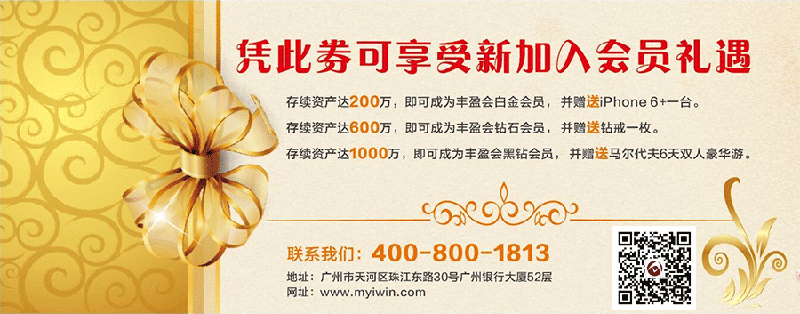 凭此券可享受新加入会员礼遇
存续资产达200万，即可成为丰盈会白金会员，并赠送iPhone 6+一台。
存续资产达600万，即可成为丰盈会钻石会员，并赠送钻戒一枚。
存续资产达1000万，即可成为丰盈会黑钻会员，并赠送马尔代夫6天双人豪华游。
联系我们：400-800-1813
地址：广州市天河区珠江东路30号广州银行大厦52层
网址：www.myiwin.com